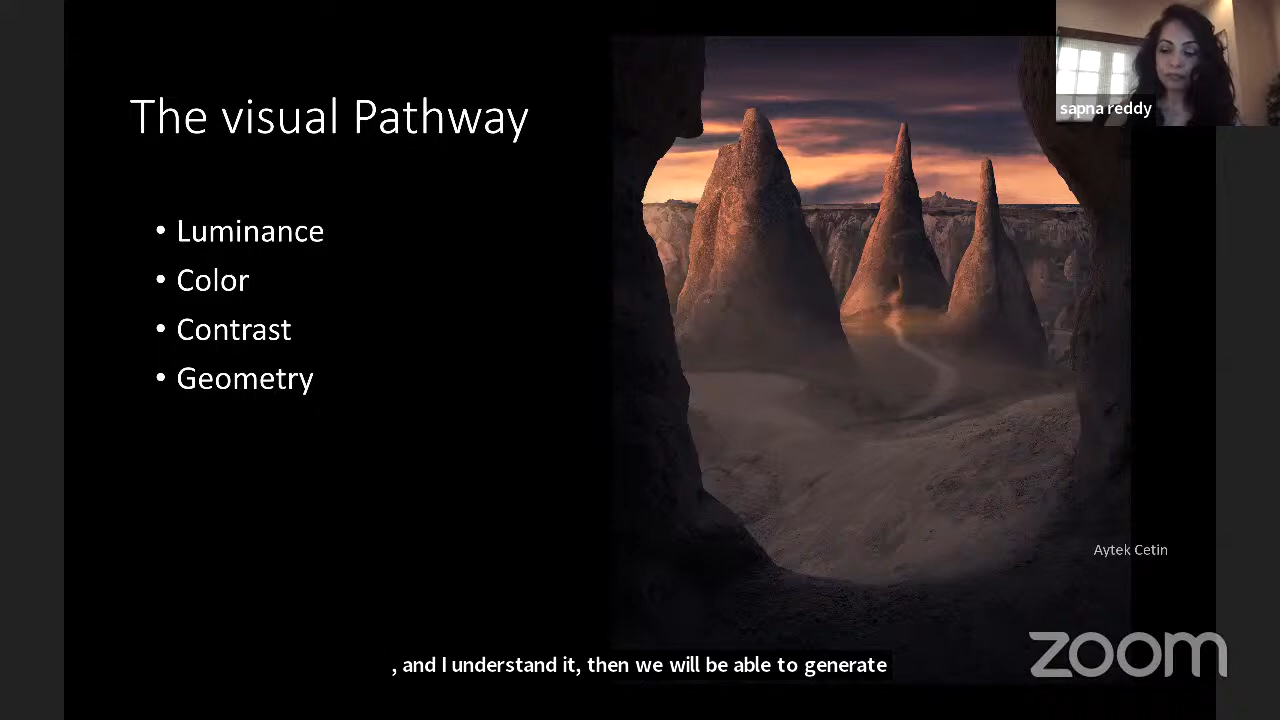 sapna reddy
The visual Pathway
• Luminance
• Color
• Contrast
• Geometry
Aytek Cetin
zoom
, and I understand it, then we will be able to generate